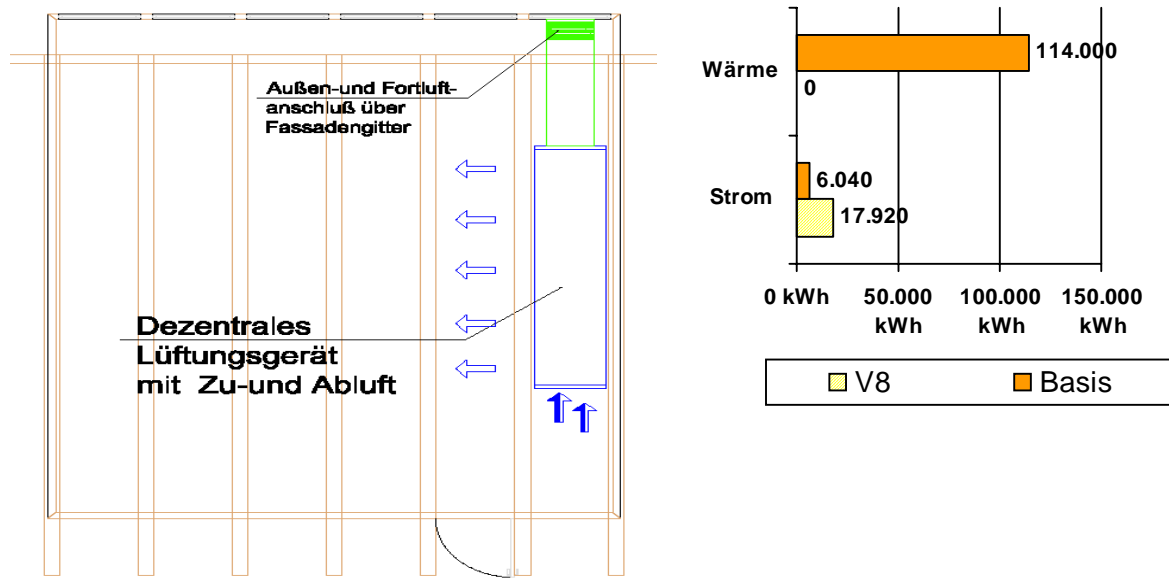 Außen-und Fortluft-
anschluß über
Fassadengitter
Dezentrales
Lüftungsgerät
mit Zu-und Abluft
Wärme
114.000
0
Strom
6.040
17.920
0 kWh
50.000
kWh
100.000
kWh
150.000
kWh
V8
Basis